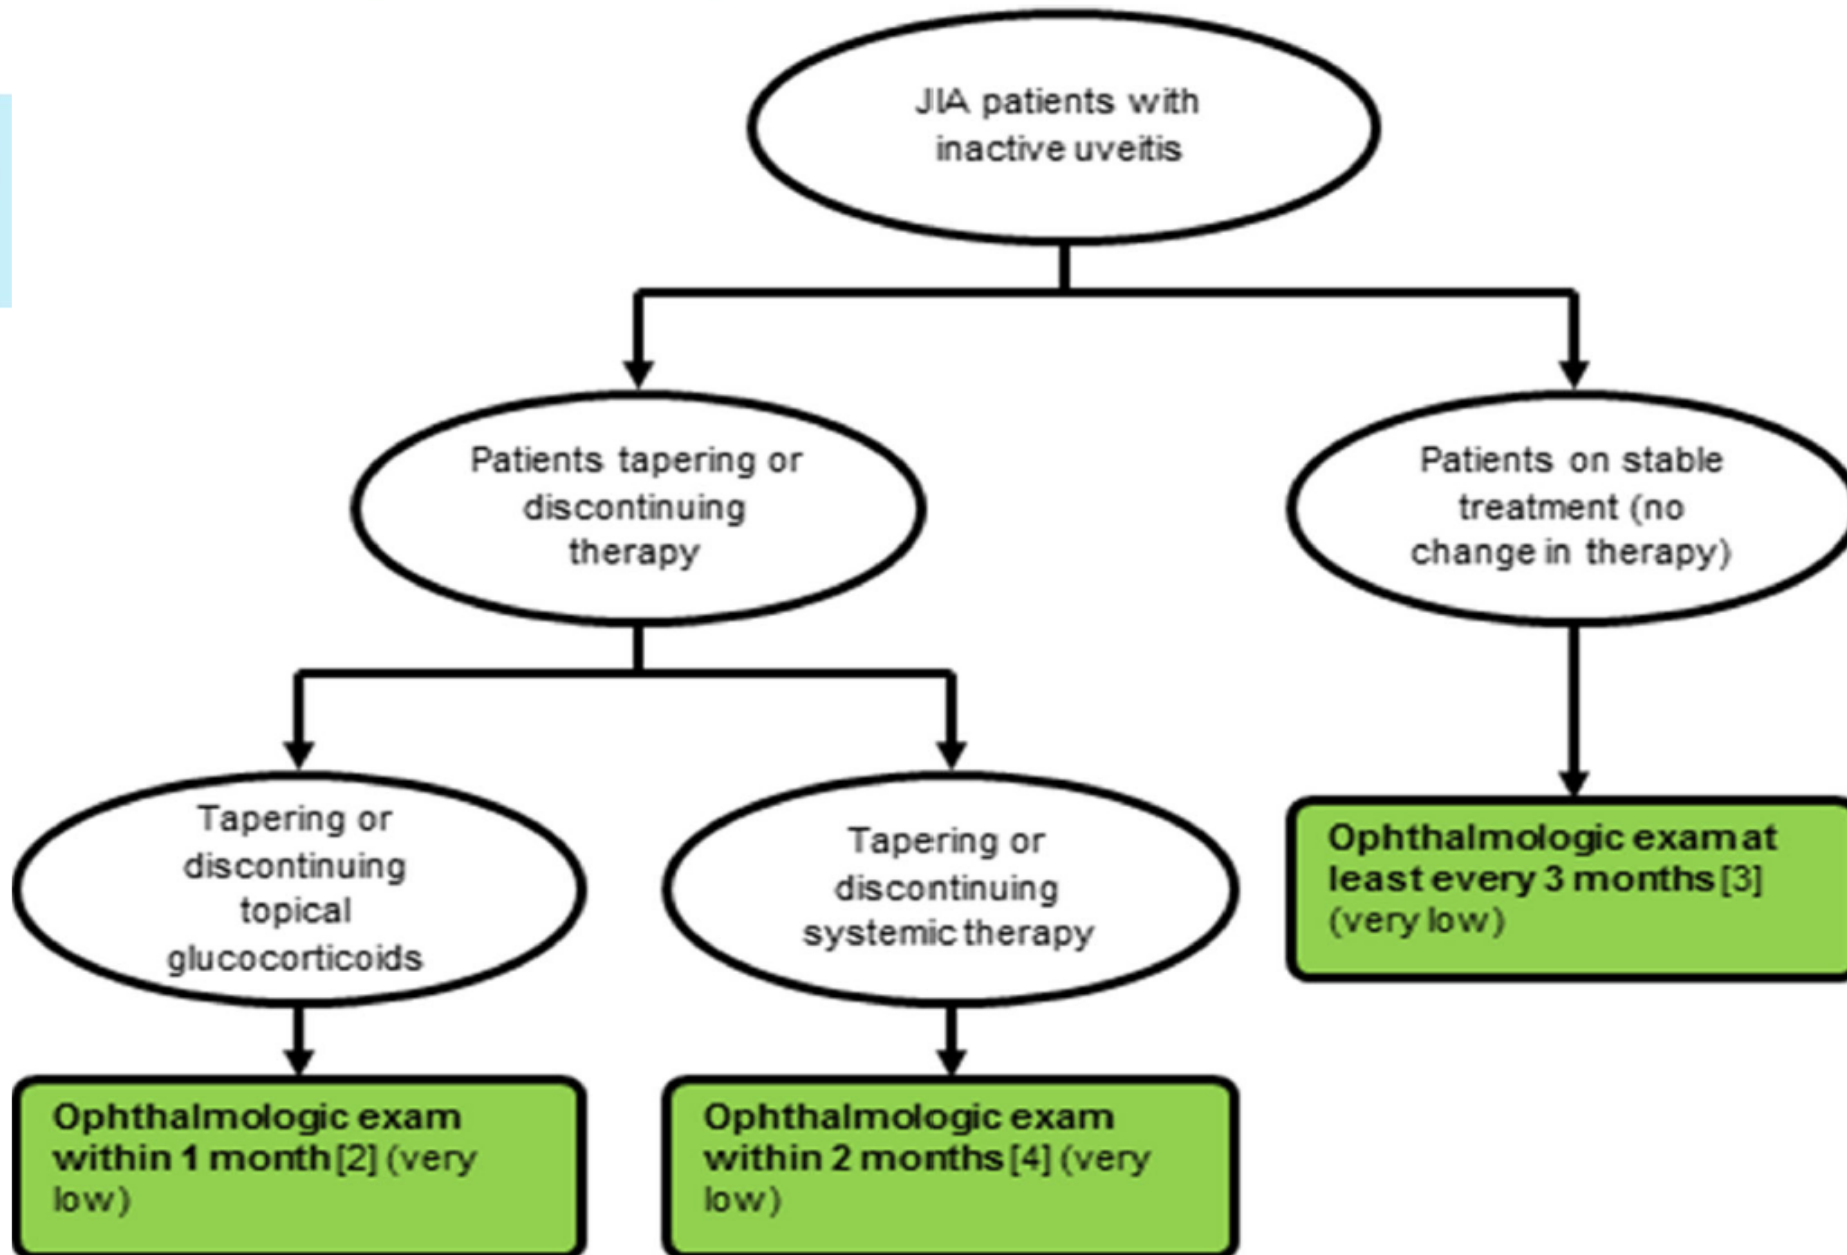 JIA patients with
inactive uveitis
Patients tapering or
discontinuing
therapy
Patients on stable
treatment (no
change in therapy)
Tapering or
discontinuing
topical
glucocorticoids
Tapering or
discontinuing
systemic therapy
Ophthalmologic exam at
least every 3 months [3]
(very low)
Ophthalmologic exam
within 1 month [2] (very
low)
Ophthalmologic exam
within 2 months [4] (very
low)